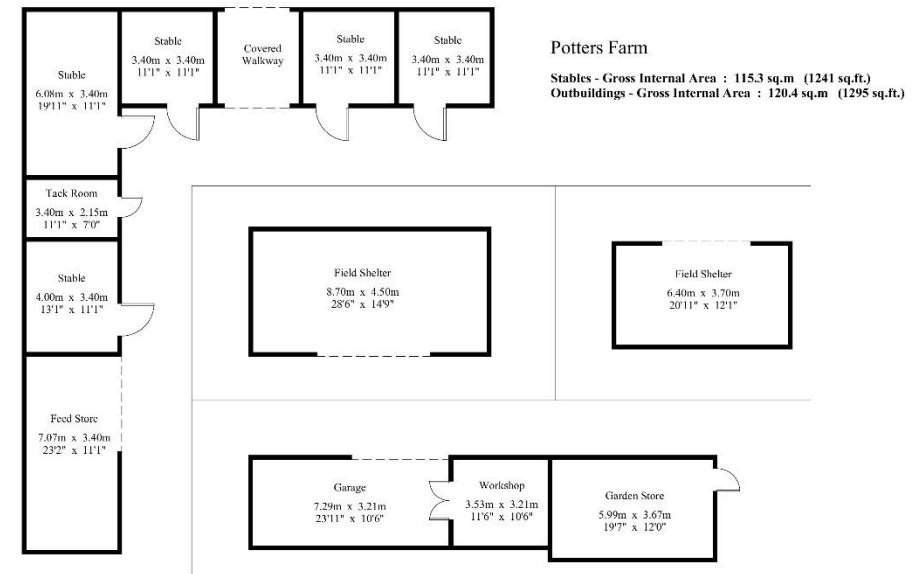 Potters Farm
Stables - Gross Internal Area : 115.3 sq.m (1241 sq.ft.)
Outbuildings - Gross Internal Area : 120.4 sq.m (1295 sq.ft.)
Stable
6.08m x 3.40m
19'11" x 11'1"
Stable
3.40m x 3.40m
11'1" x 11'1"
Covered
Walkway
Stable
3.40m x 3.40m
11'1" x 11'1"
Stable
3.40m x 3.40m
11'1" x 11'1"
Tack Room
3.40m x 2.15m
11'1" x 7'0"
Stable
4.00m x 3.40m
13'1" x 11'1"
Feed Store
7.07m x 3.40m
23'2" x 11'1"
Field Shelter
8.70m x 4.50m
28'6" x 14'9"
Field Shelter
6.40m x 3.70m
20'11" x 12'1"
Garage
7.29m x 3.21m
23'11" x 10'6"
Workshop
3.53m x 3.21m
11'6" x 10'6"
Garden Store
5.99m x 3.67m
19'7" x 12'0"